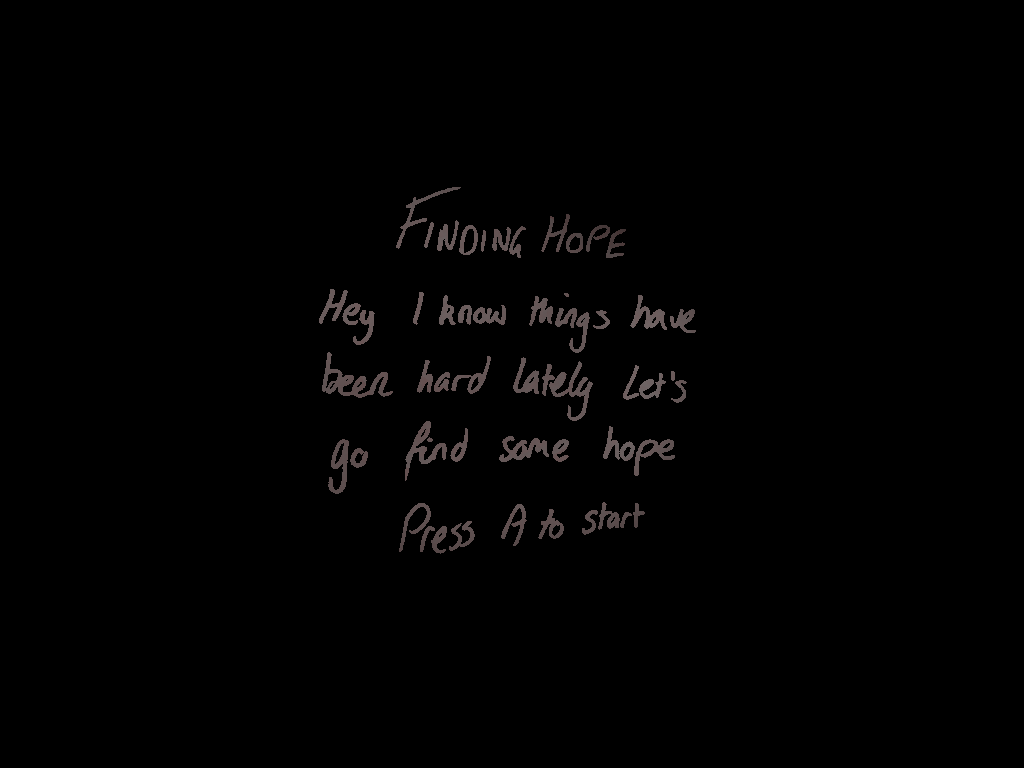 FINDING HOPE
Hey I know things have
been hard lately Let's
go find some hope
Press A to start